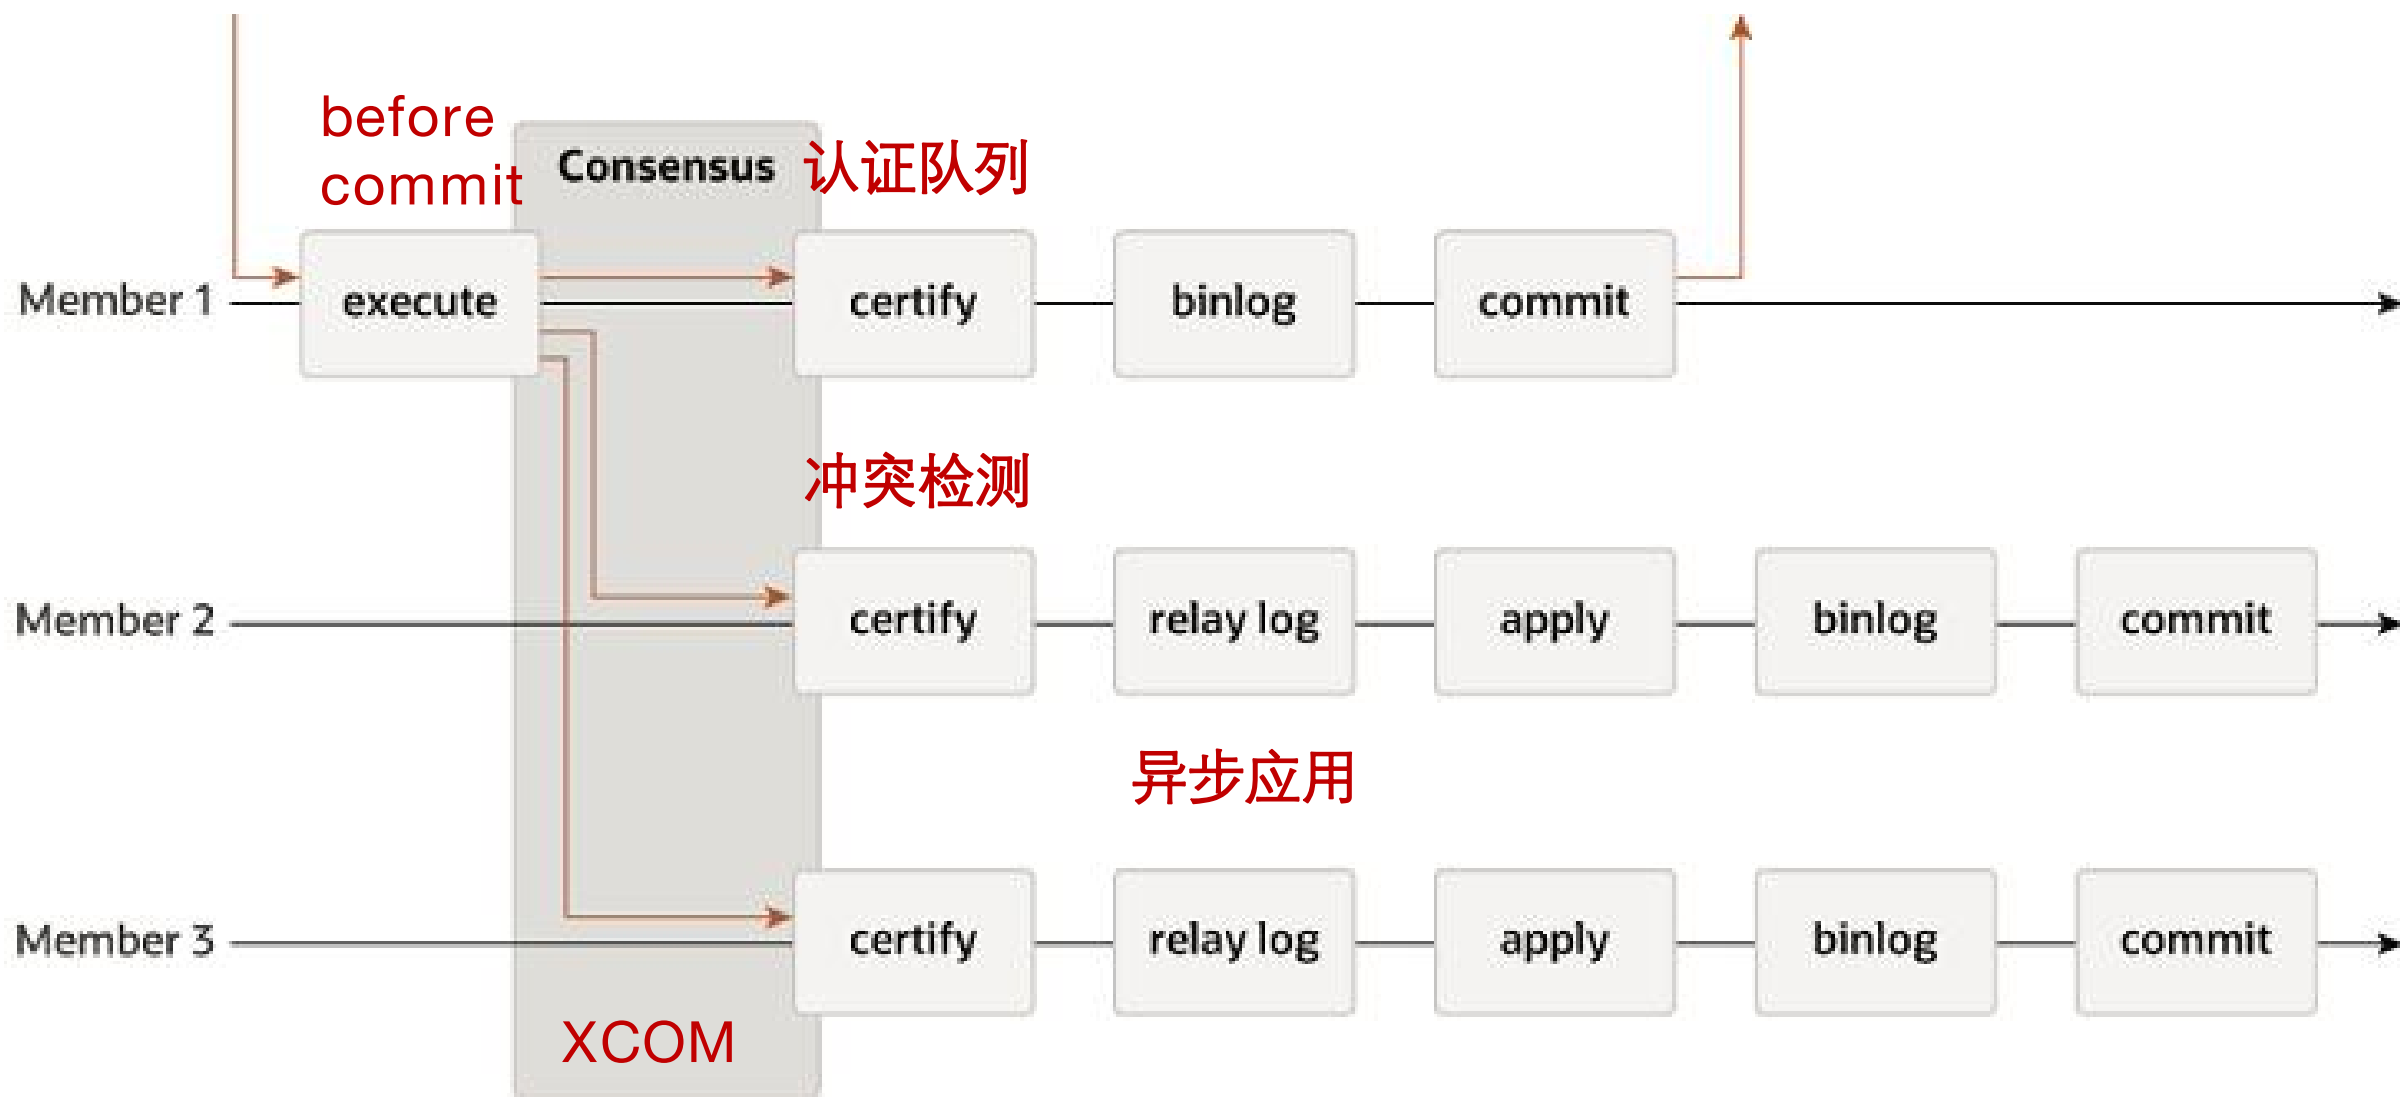 before
commit
Consensus
认证队列
Member 1
execute
certify
binlog
commit
冲突检测
Member 2
certify
relay log
apply
binlog
commit
异步应用
Member 3
certify
relay log
apply
binlog
commit
XCOM